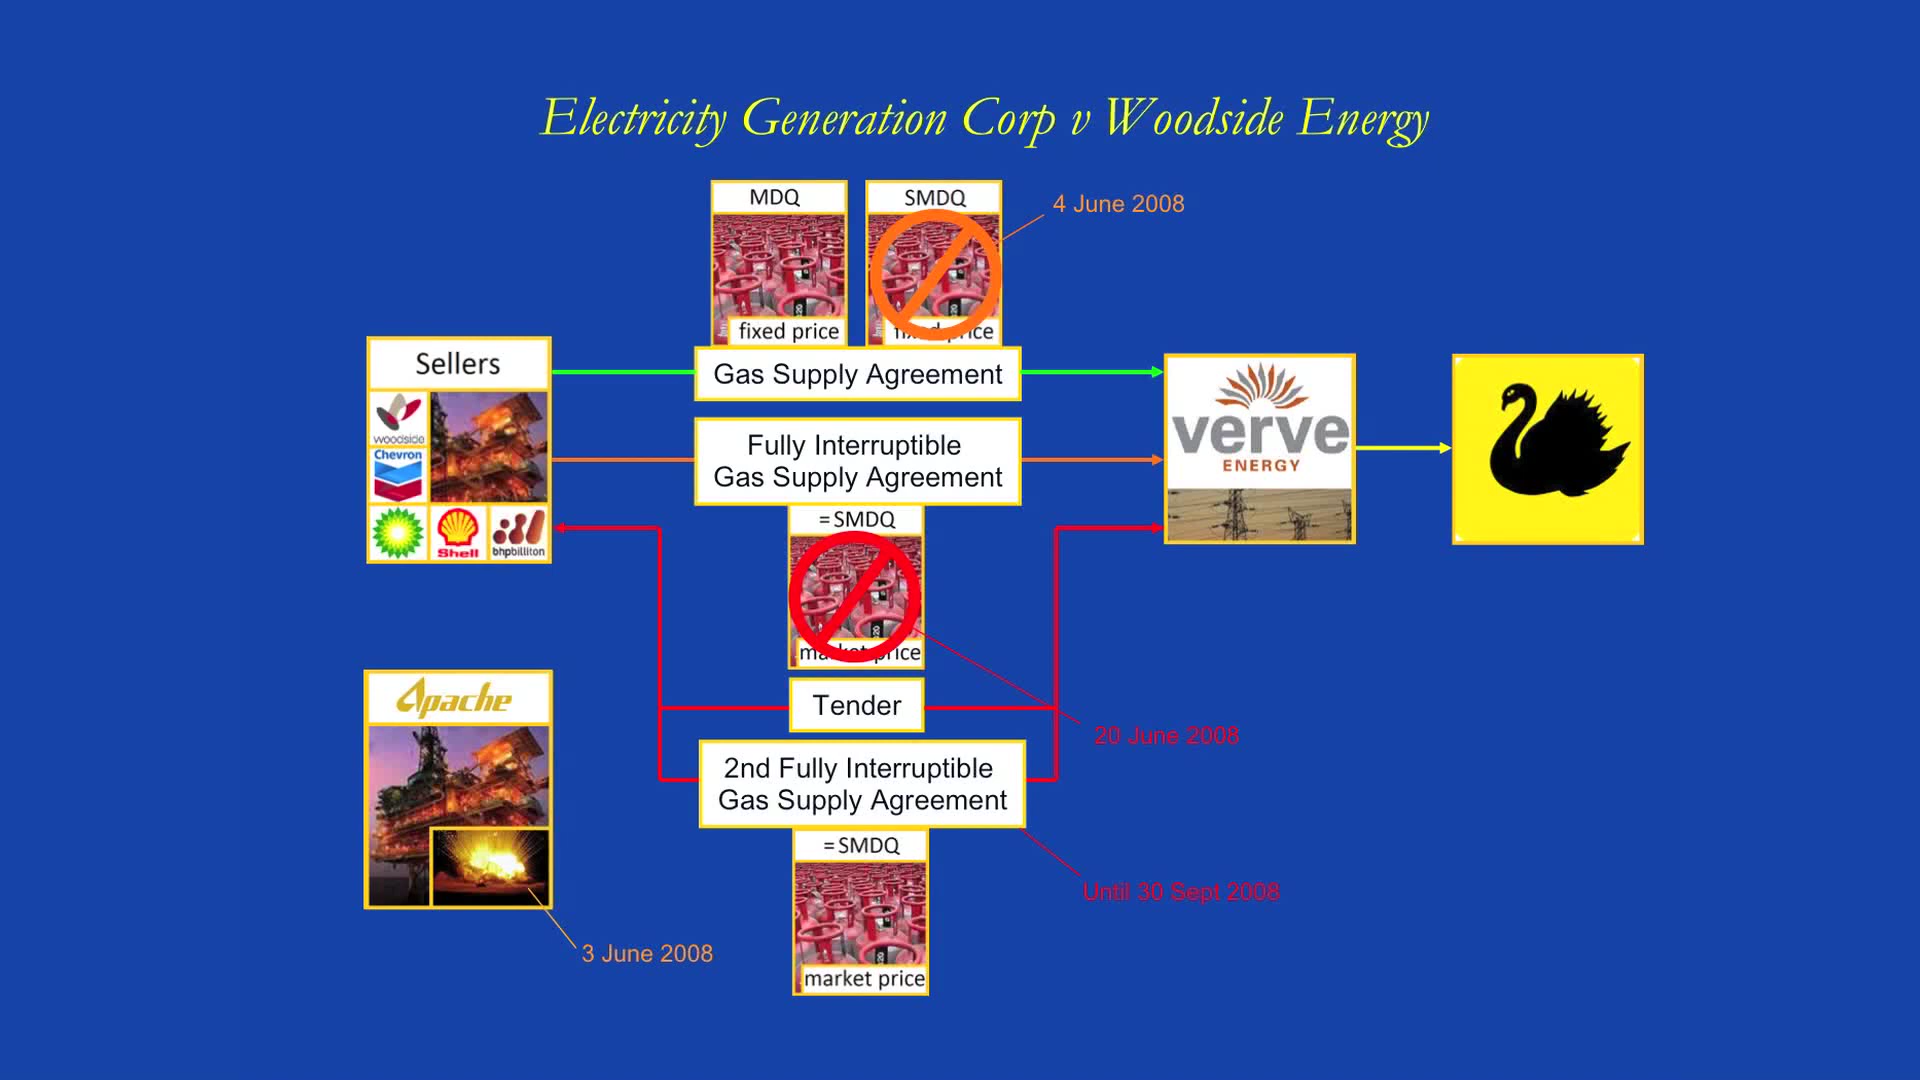 Electricity Generation Corp v Woodside Energy
MDQ
SMDQ
4 June 2008
fixed price
Sellers
Gas Supply Agreement
woodside
Chevron
Fully Interruptible
Gas Supply Agreement
verve
ENERGY
Shell
bhpbilliton
=SMDQ
market price
Apache
Tender
20 June 2008
2nd Fully Interruptible
Gas Supply Agreement
=SMDQ
Until 30 Sept 2008
3 June 2008
market price